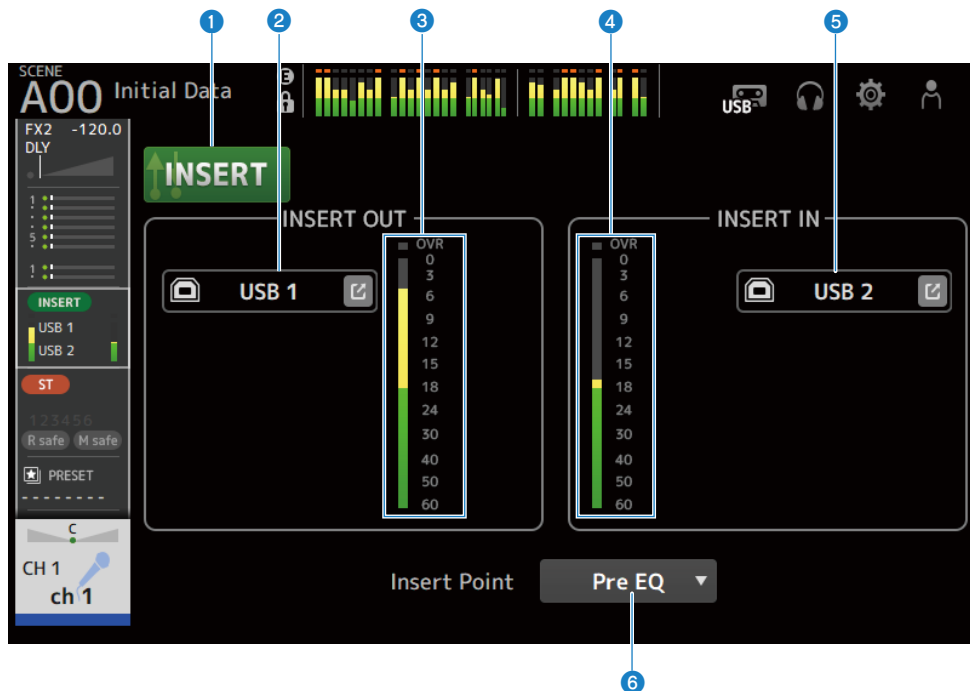 1 2 3 4 5
SCENE
A00 Initial Data
E
USB
FX2 -120.0
DLY
1
5
1
INSERT
USB 1
USB 2
ST
123456
R safe M safe
PRESET
--------
C
CH 1
ch 1
INSERT
INSERT OUT
USB 1
OVR
0
3
6
9
12
15
18
24
30
40
50
60
INSERT IN
OVR
0
3
6
9
12
15
18
24
30
40
50
60
USB 2
Insert Point Pre EQ
6